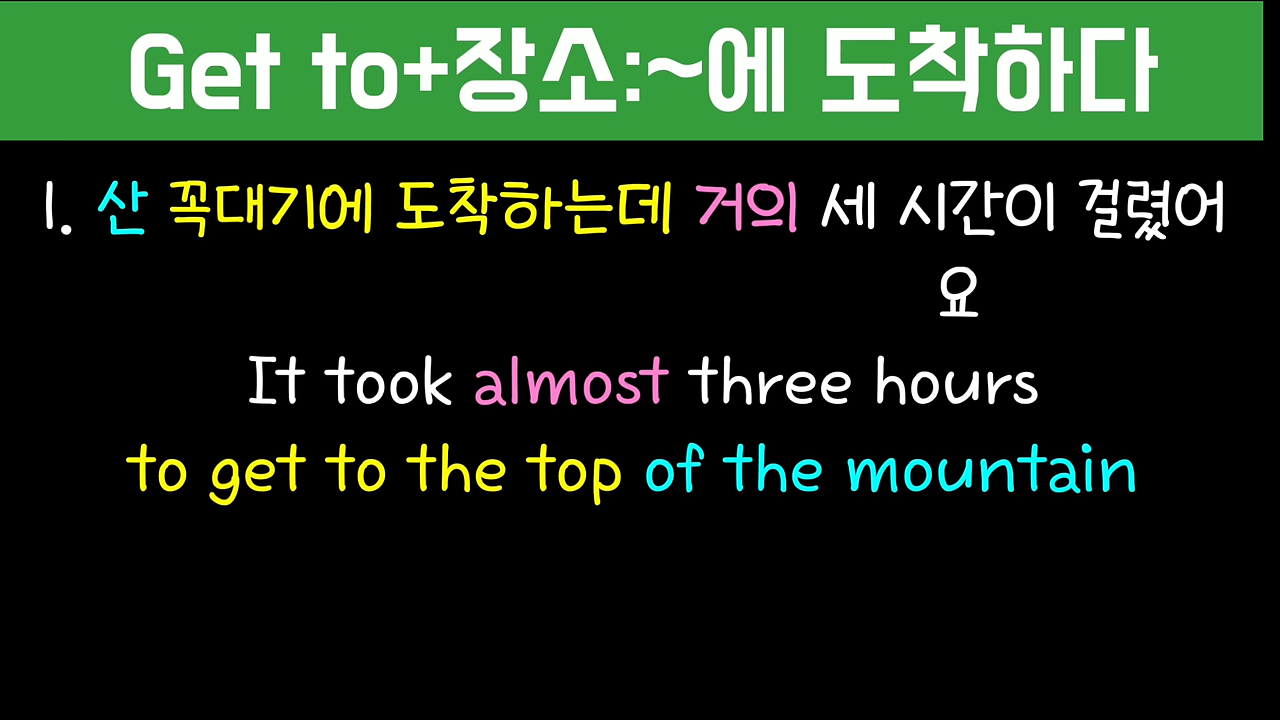 Get to+장소:~에 도착하다
1. 산 꼭대기에 도착하는데 거의 세 시간이 걸렸어
요
It took almost three hours
to get to the top of the mountain